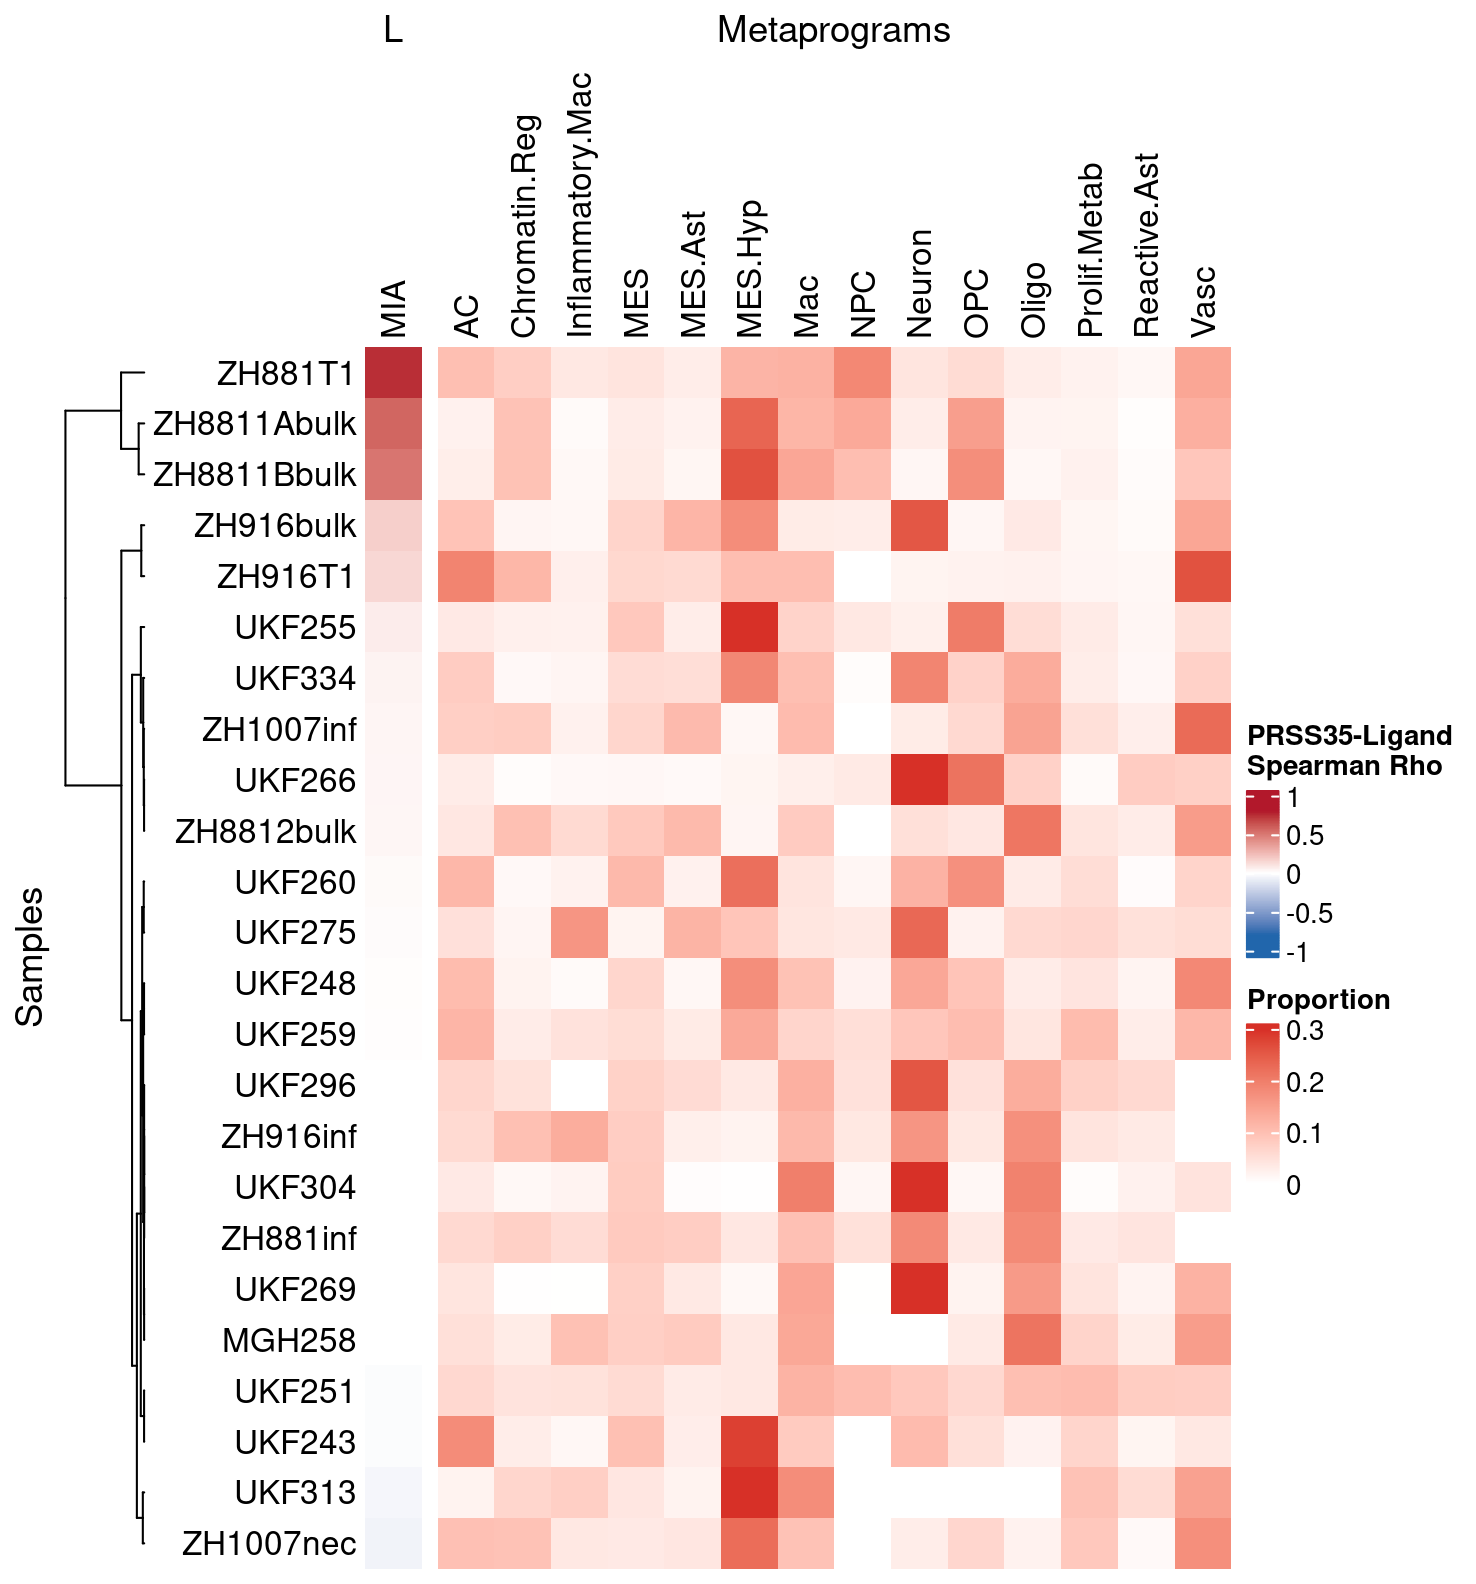 L
Metaprograms
MIA
AC
Chromatin.Reg
Inflammatory.Mac
MES
MES.Ast
MES.Hyp
Mac
NPC
Neuron
OPC
Oligo
Prolif.Metab
Reactive.Ast
Vasc
Samples
ZH881T1
ZH8811Abulk
ZH8811Bbulk
ZH916bulk
ZH916T1
UKF255
UKF334
ZH1007inf
UKF266
ZH8812bulk
UKF260
UKF275
UKF248
UKF259
UKF296
ZH916inf
UKF304
ZH881inf
UKF269
MGH258
UKF251
UKF243
UKF313
ZH1007nec
PRSS35-Ligand
Spearman Rho
1
0.5
0
-0.5
-1
Proportion
0.3
0.2
0.1
0